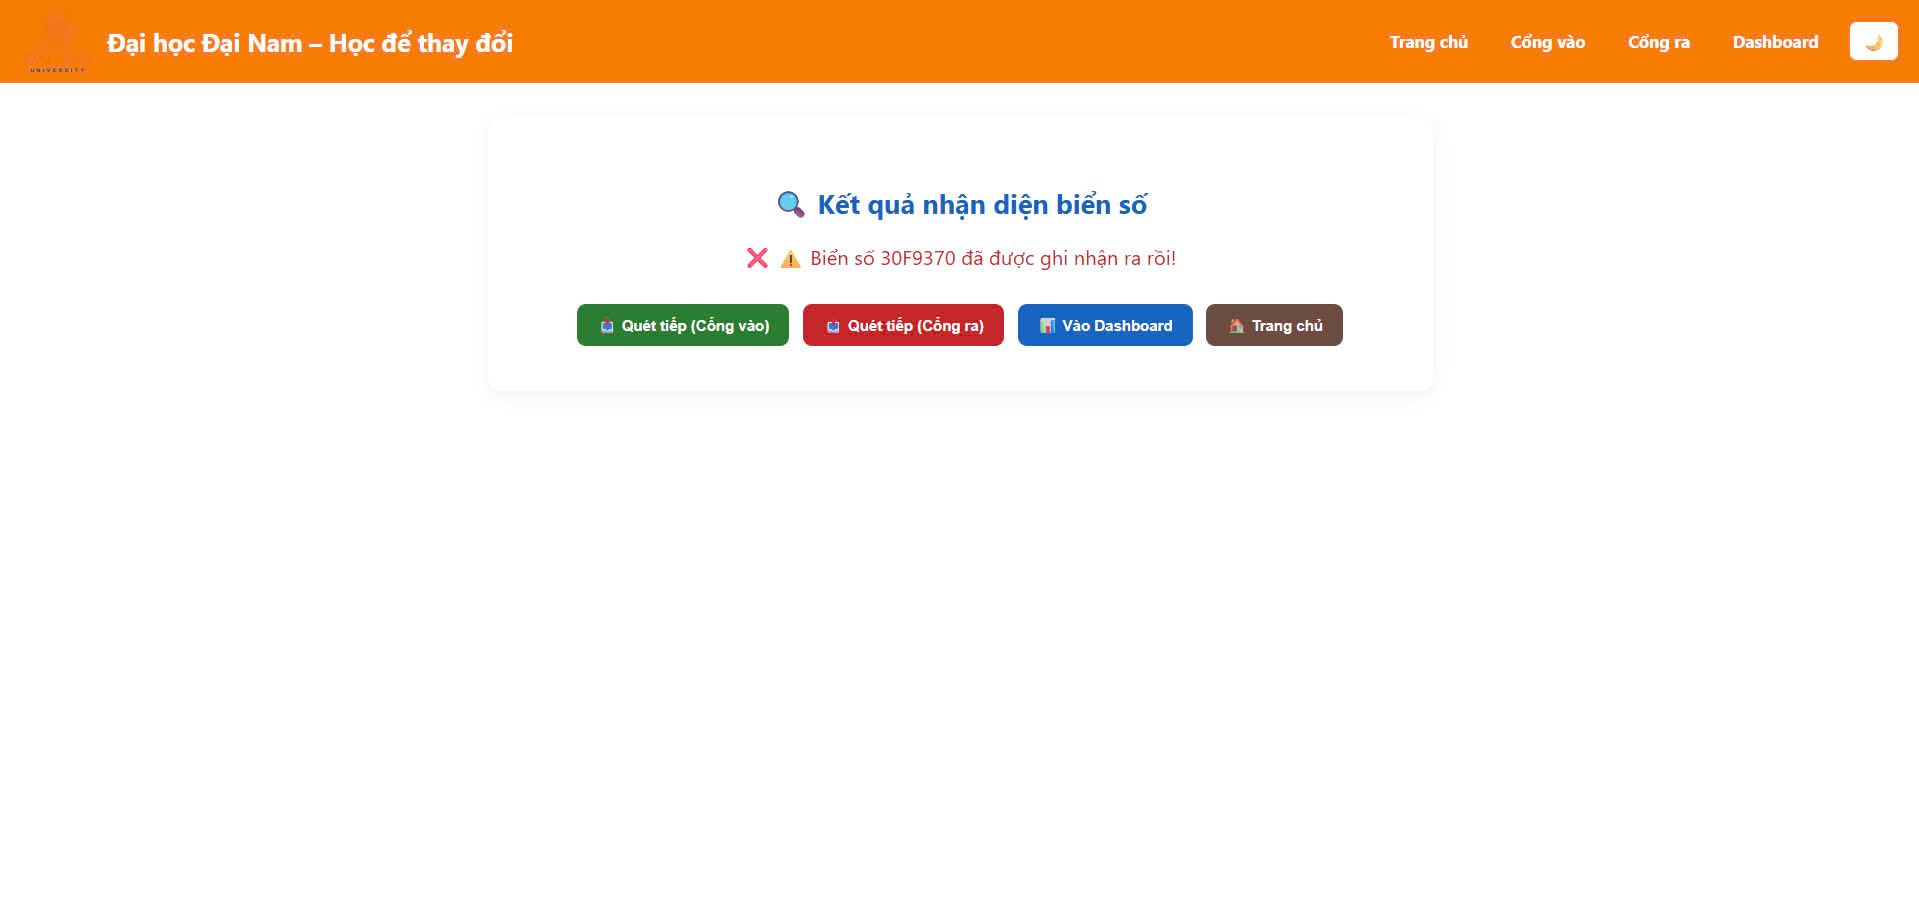 UNIVERSITY
Đại học Đại Nam – Học để thay đổi
Trang chủ
Cổng vào
Cổng ra
Dashboard
Kết quả nhận diện biển số
Biển số 30F9370 đã được ghi nhận ra rồi!
Quét tiếp (Cổng vào)
Quét tiếp (Cổng ra)
Vào Dashboard
Trang chủ